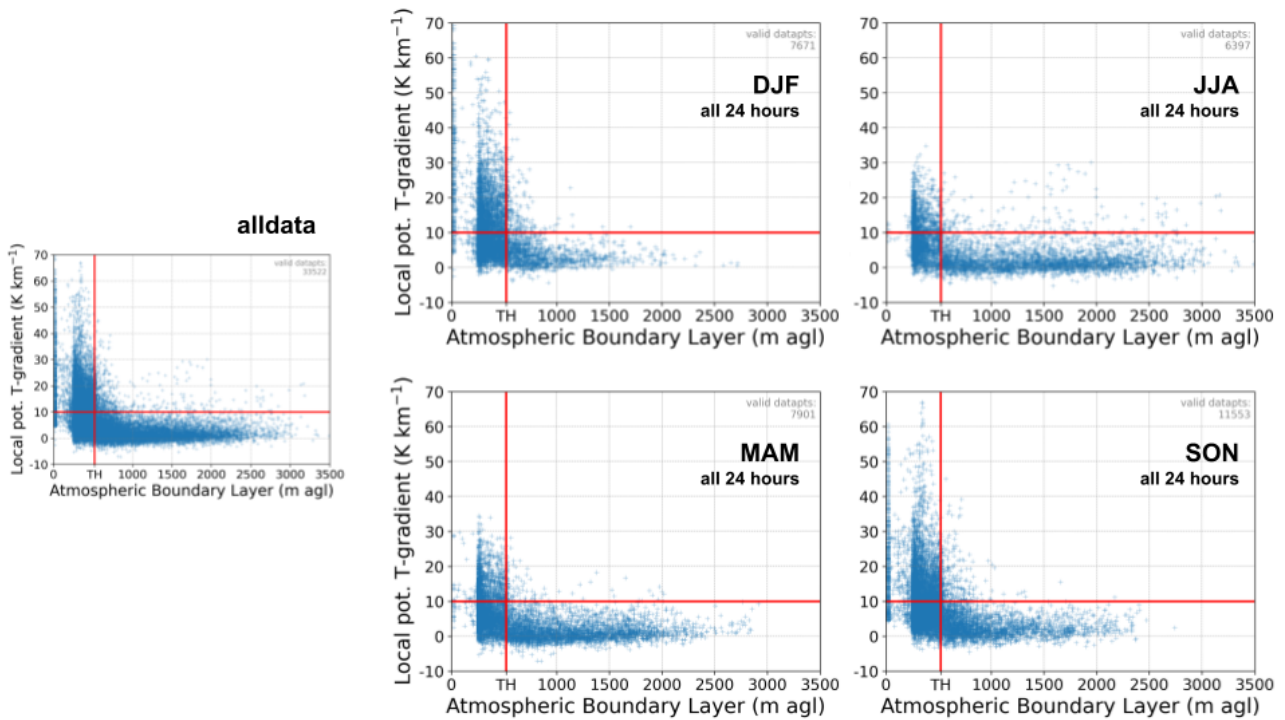 alldata
70
60
50
40
30
20
10
0
-10
valid datapts:
33522
Local pot. T-gradient (K km⁻¹)
0 TH 1000 1500 2000 2500 3000 3500
Atmospheric Boundary Layer (m agl)
70
60
50
40
30
20
10
0
-10
valid datapts:
7671
DJF
all 24 hours
Local pot. T-gradient (K km⁻¹)
0 TH 1000 1500 2000 2500 3000 3500
Atmospheric Boundary Layer (m agl)
70
60
50
40
30
20
10
0
-10
valid datapts:
6397
JJA
all 24 hours
0 TH 1000 1500 2000 2500 3000 3500
Atmospheric Boundary Layer (m agl)
70
60
50
40
30
20
10
0
-10
valid datapts:
7901
MAM
all 24 hours
Local pot. T-gradient (K km⁻¹)
0 TH 1000 1500 2000 2500 3000 3500
Atmospheric Boundary Layer (m agl)
70
60
50
40
30
20
10
0
-10
valid datapts:
11553
SON
all 24 hours
0 TH 1000 1500 2000 2500 3000 3500
Atmospheric Boundary Layer (m agl)